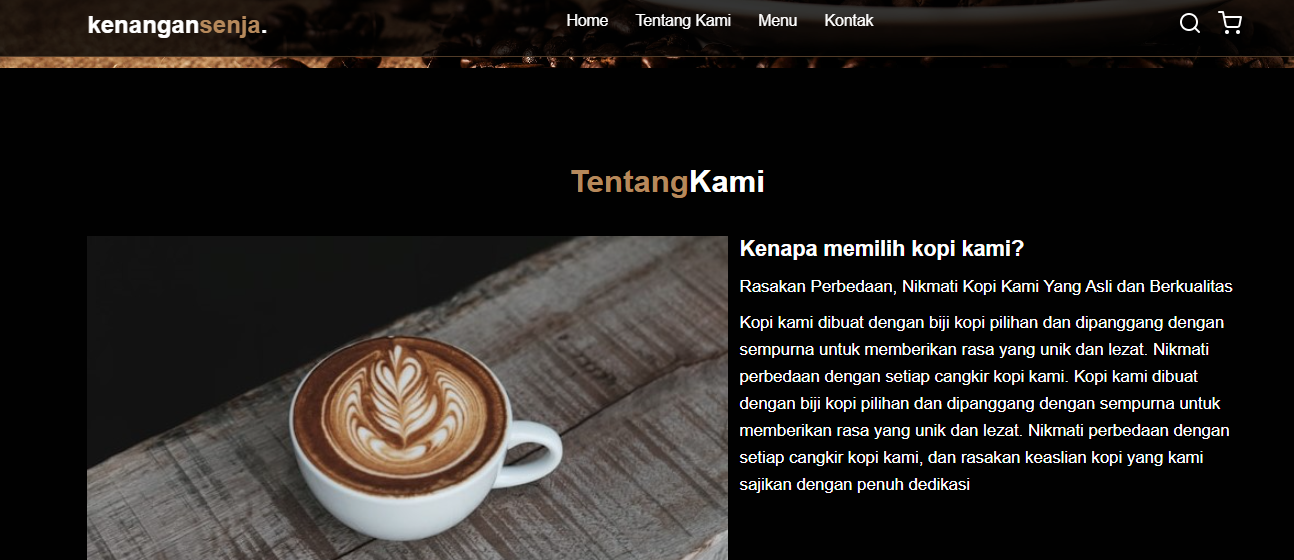 kenangansenja.
Home Tentang Kami Menu Kontak
TentangKami
Kenapa memilih kopi kami?
Rasakan Perbedaan, Nikmati Kopi Kami Yang Asli dan Berkualitas
Kopi kami dibuat dengan biji kopi pilihan dan dipanggang dengan
sempurna untuk memberikan rasa yang unik dan lezat. Nikmati
perbedaan dengan setiap cangkir kopi kami. Kopi kami dibuat
dengan biji kopi pilihan dan dipanggang dengan sempurna untuk
memberikan rasa yang unik dan lezat. Nikmati perbedaan dengan
setiap cangkir kopi kami, dan rasakan keaslian kopi yang kami
sajikan dengan penuh dedikasi